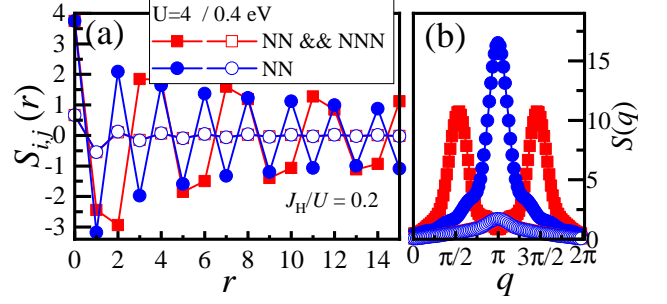 U=4 / 0.4 eV
NN && NNN
NN
(a)
(b)
4
3
2
1
0
-1
-2
-3
S_{i,j}(r)
J_H/U = 0.2
0 2 4 6 8 10 12 14
r
15
10
5
0
S(q)
0 π/2 π 3π/2 2π
q